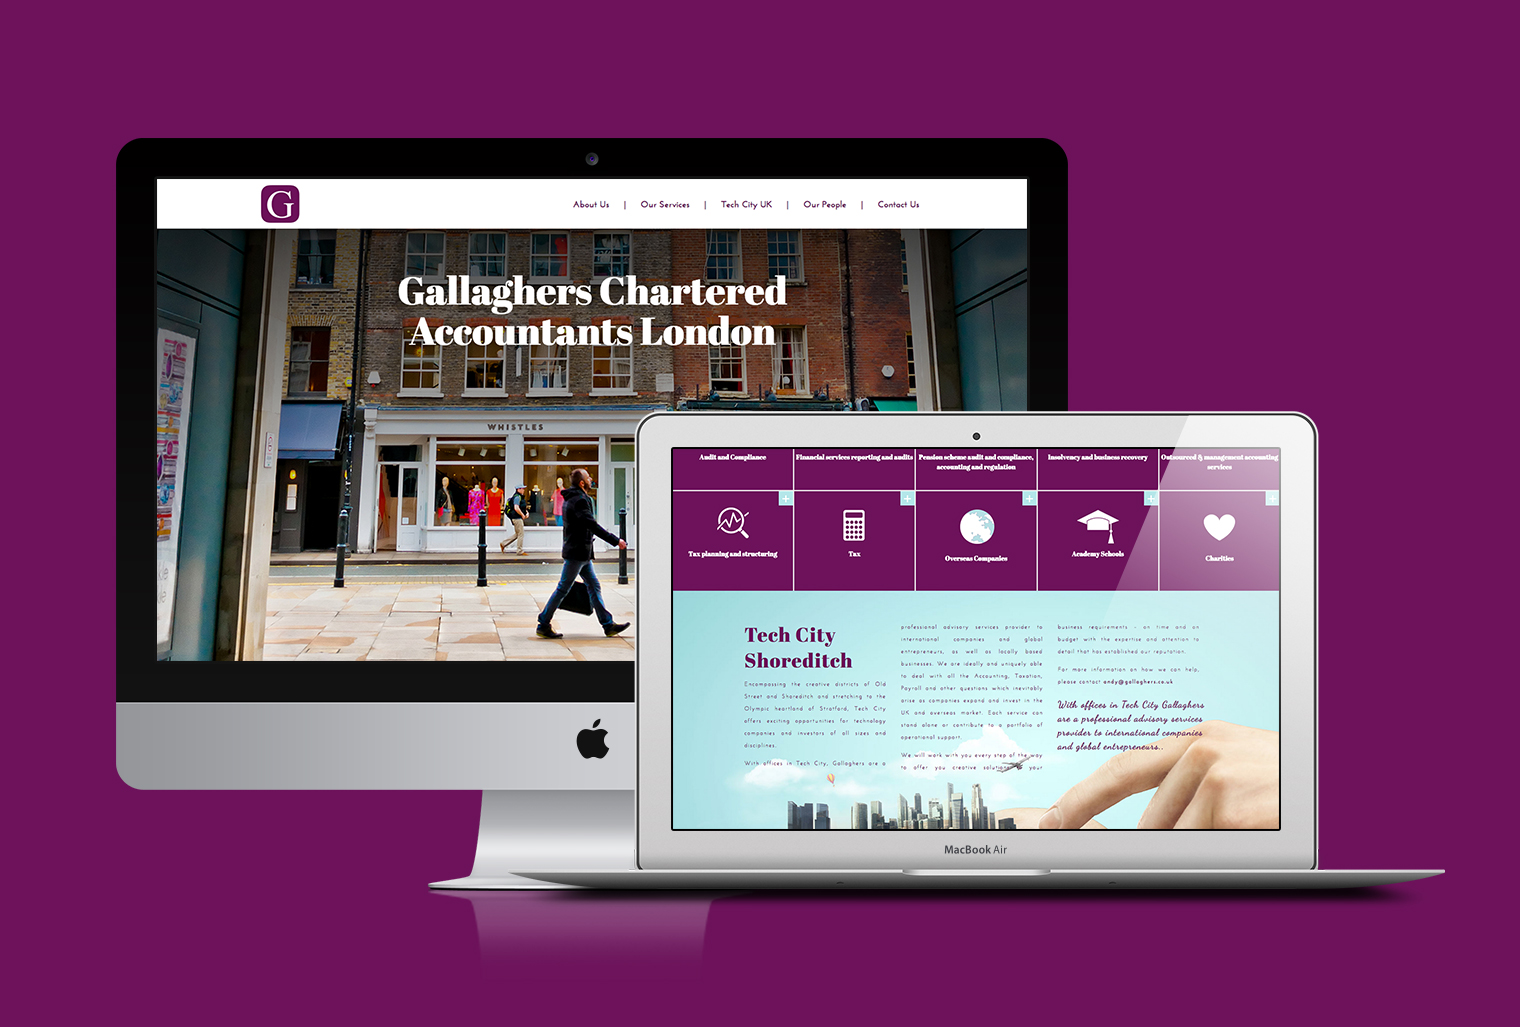 G
About Us | Our Services | Tech City UK | Our People | Contact Us
Gallaghers Chartered
Accountants London
WHISTLES
Audit and Compliance
Financial services reporting and audits
Pension scheme audit and compliance,
accounting and regulation
Insolvency and business recovery
Outsourced & management accounting
services
+ + + + +
Tax planning and structuring
Tax
Overseas Companies
Academy Schools
Charities
Tech City
Shoreditch
Encompassing the creative districts of Old
Street and Shoreditch and stretching to the
Olympic heartland of Stratford, Tech City
offers exciting opportunities for technology
companies and investors of all sizes and
disciplines.
With offices in Tech City, Gallaghers are a
professional advisory services provider to
international companies and global
entrepreneurs, as well as locally based
businesses. We are ideally and uniquely able
to deal with all the Accounting, Taxation,
Payroll and other questions which inevitably
arise as companies expand and invest in the
UK and overseas market. Each service can
stand alone or contribute to a portfolio of
operational support.
We will work with you every step of the way
to offer you creative solutions to your
business requirements – on time and on
budget with the expertise and attention to
detail that has established our reputation.
For more information on how we can help,
please contact andy@gallaghers.co.uk
With offices in Tech City Gallaghers
are a professional advisory services
provider to international companies
and global entrepreneurs..
MacBook Air